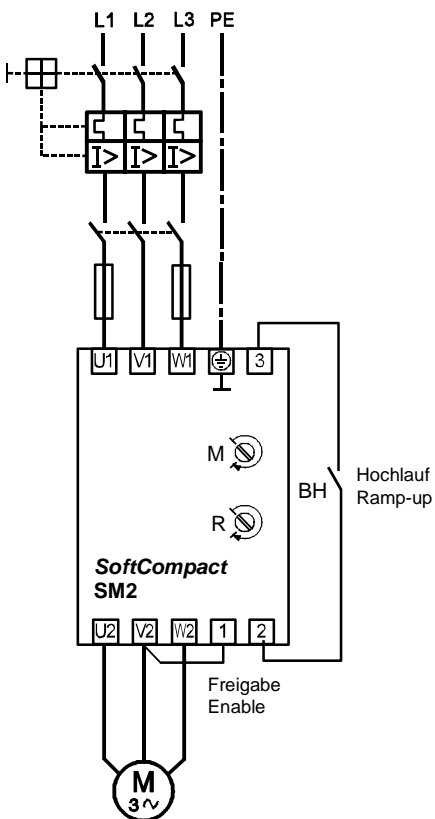 L1 L2 L3 PE
I> I> I>
U1 V1 W1 3
M
R
BH
Hochlauf
Ramp-up
SoftCompact
SM2
U2 V2 W2 1 2
Freigabe
Enable
M
3~